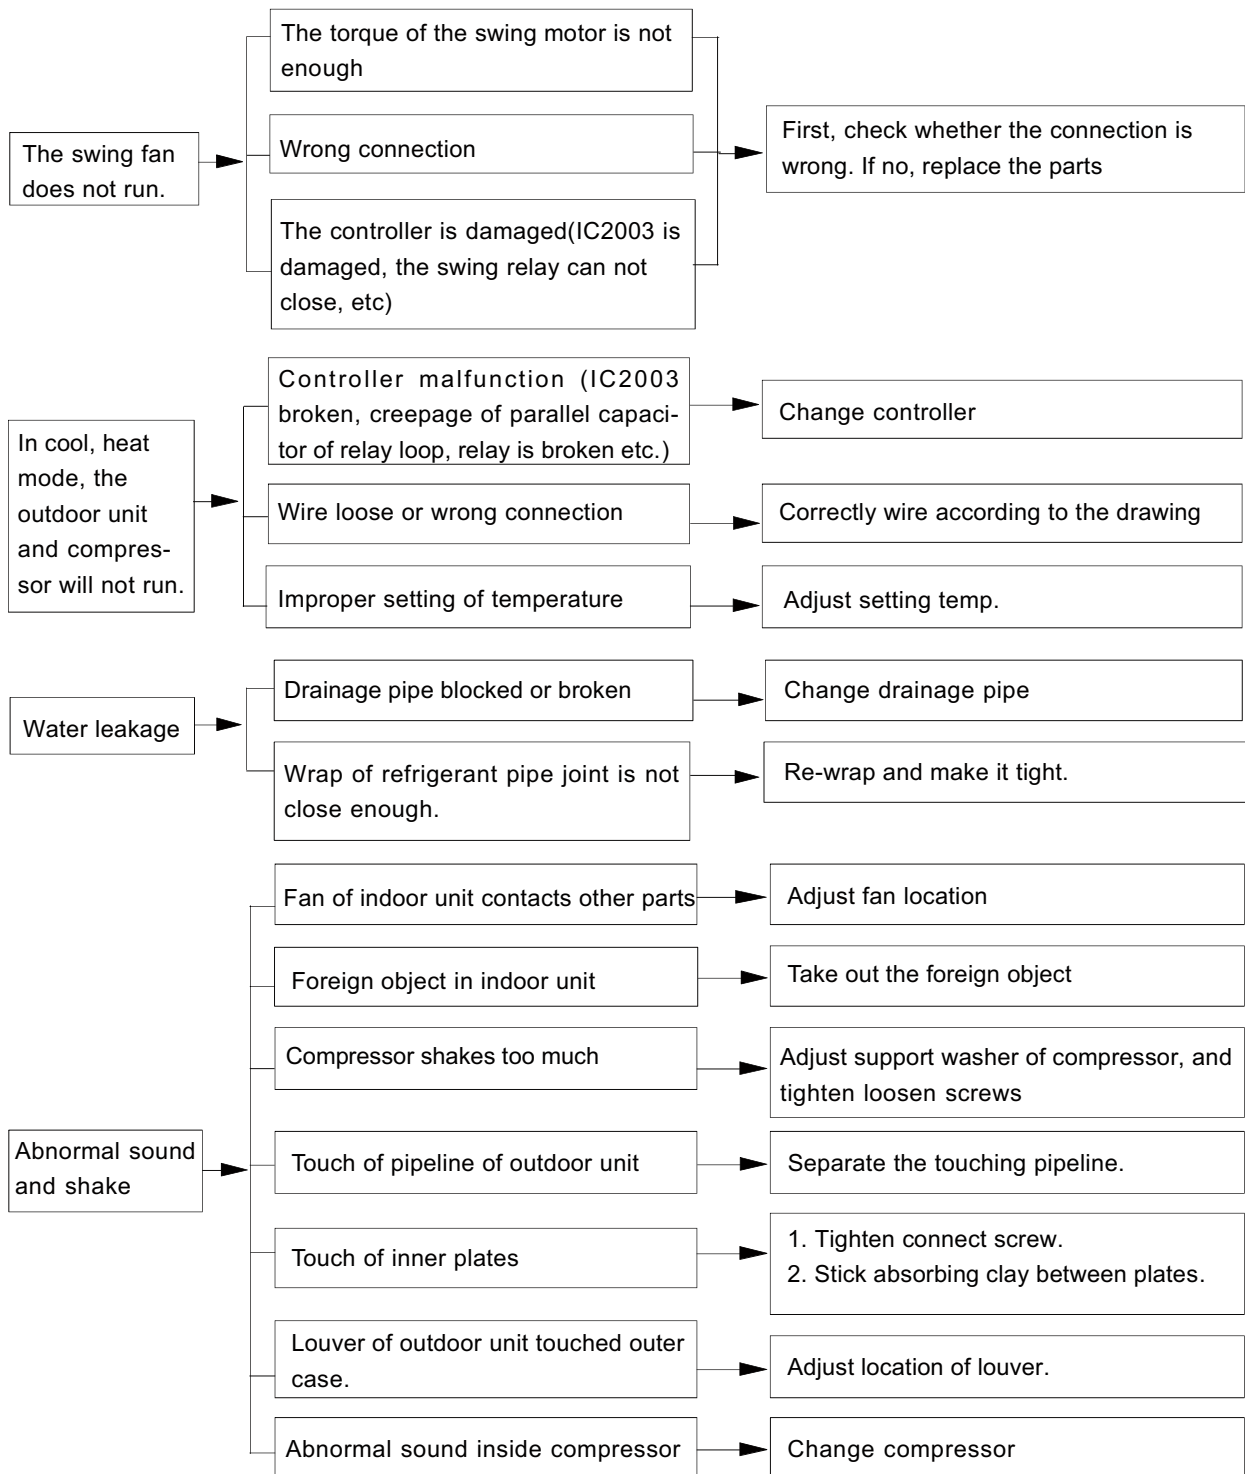 The swing fan
does not run.
The torque of the swing motor is not
enough
Wrong connection
The controller is damaged(IC2003 is
damaged, the swing relay can not
close, etc)
First, check whether the connection is
wrong. If no, replace the parts
In cool, heat
mode, the
outdoor unit
and compres-
sor will not run.
Controller malfunction (IC2003
broken, creepage of parallel capaci-
tor of relay loop, relay is broken etc.)
Change controller
Wire loose or wrong connection
Correctly wire according to the drawing
Improper setting of temperature
Adjust setting temp.
Water leakage
Drainage pipe blocked or broken
Change drainage pipe
Wrap of refrigerant pipe joint is not
close enough.
Re-wrap and make it tight.
Abnormal sound
and shake
Fan of indoor unit contacts other parts
Adjust fan location
Foreign object in indoor unit
Take out the foreign object
Compressor shakes too much
Adjust support washer of compressor, and
tighten loosen screws
Touch of pipeline of outdoor unit
Separate the touching pipeline.
Touch of inner plates
1. Tighten connect screw.
2. Stick absorbing clay between plates.
Louver of outdoor unit touched outer
case.
Adjust location of louver.
Abnormal sound inside compressor
Change compressor